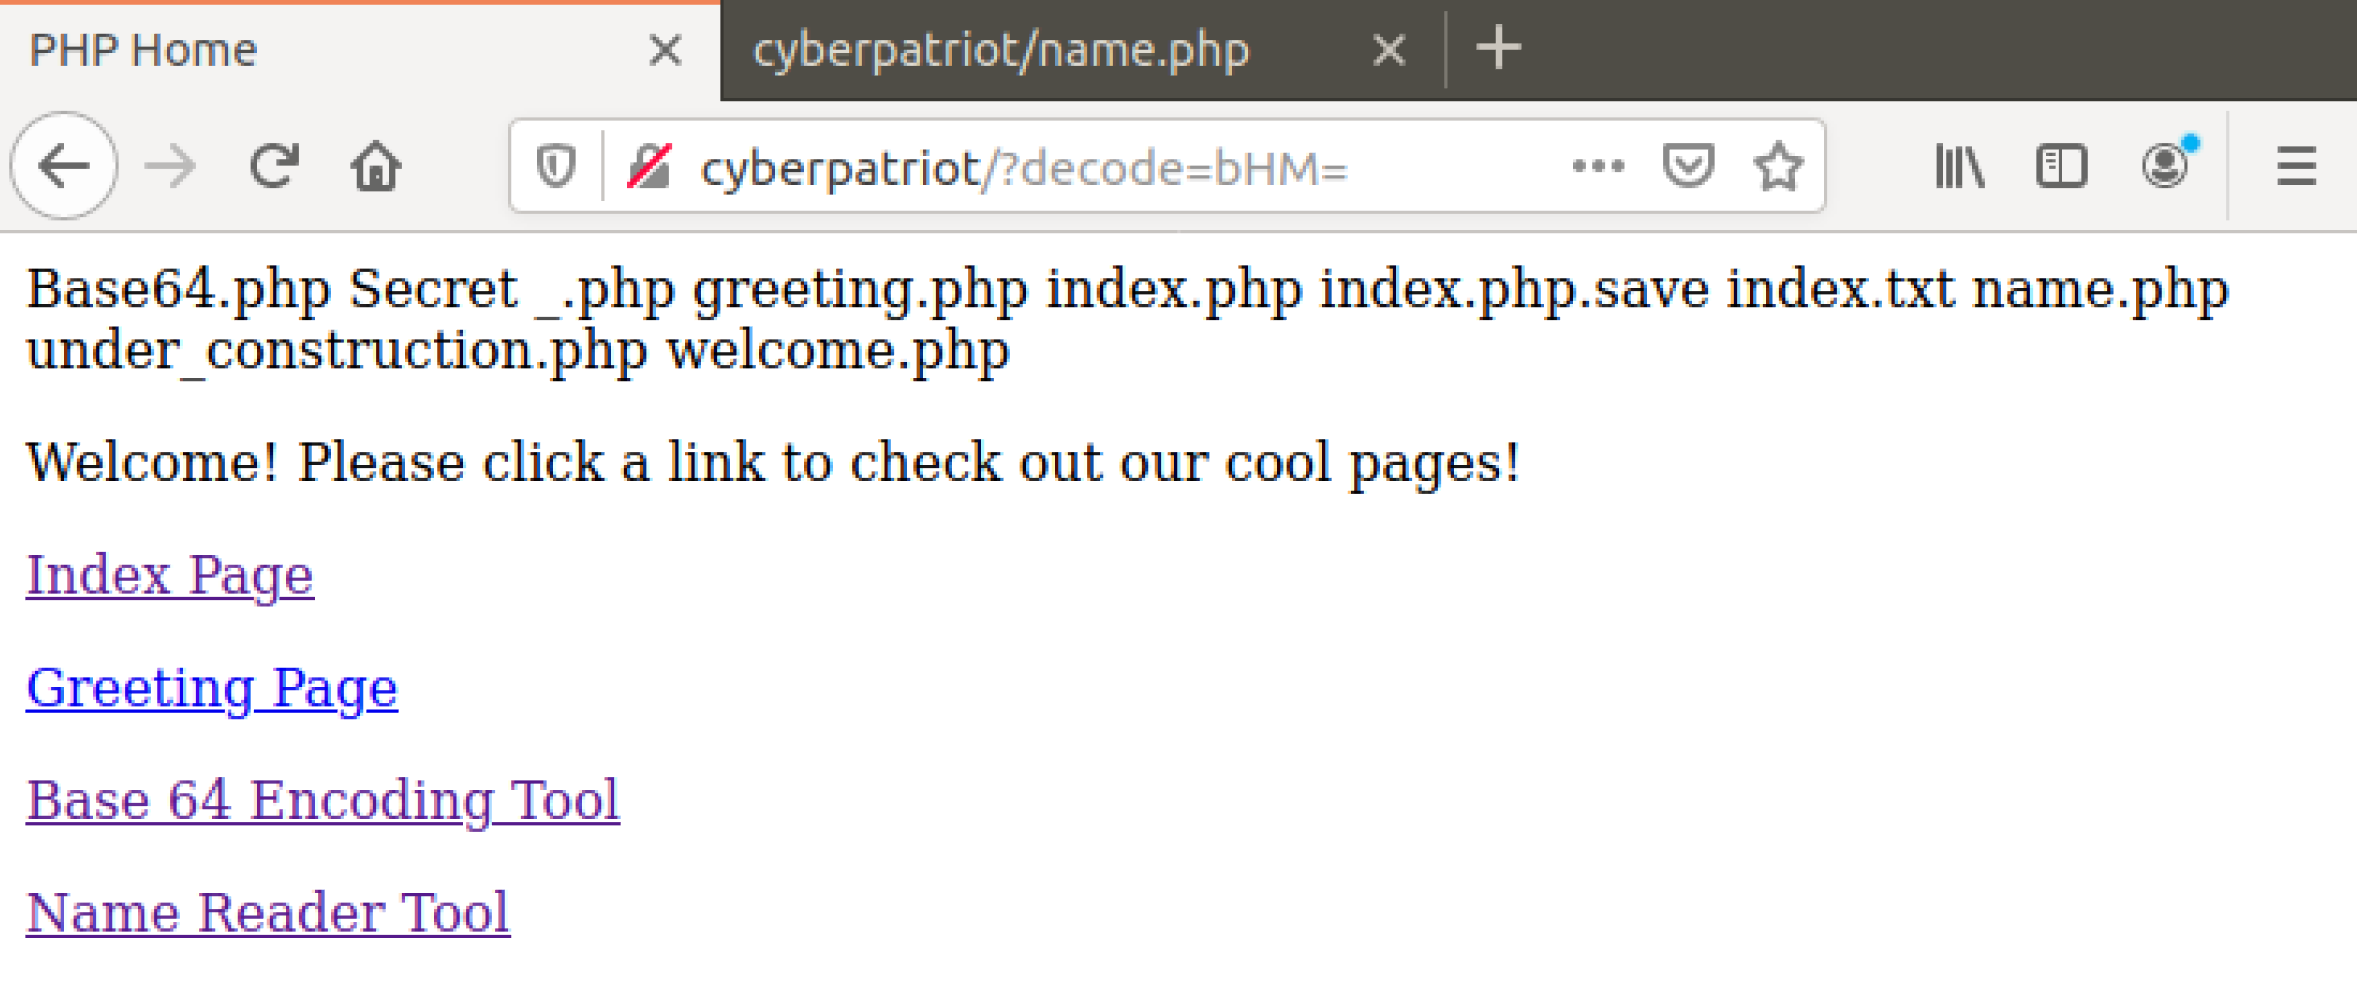 PHP Home
cyberpatriot/name.php
cyberpatriot/?decode=bHM=
Base64.php Secret _.php greeting.php index.php index.php.save index.txt name.php
under_construction.php welcome.php
Welcome! Please click a link to check out our cool pages!
Index Page
Greeting Page
Base 64 Encoding Tool
Name Reader Tool